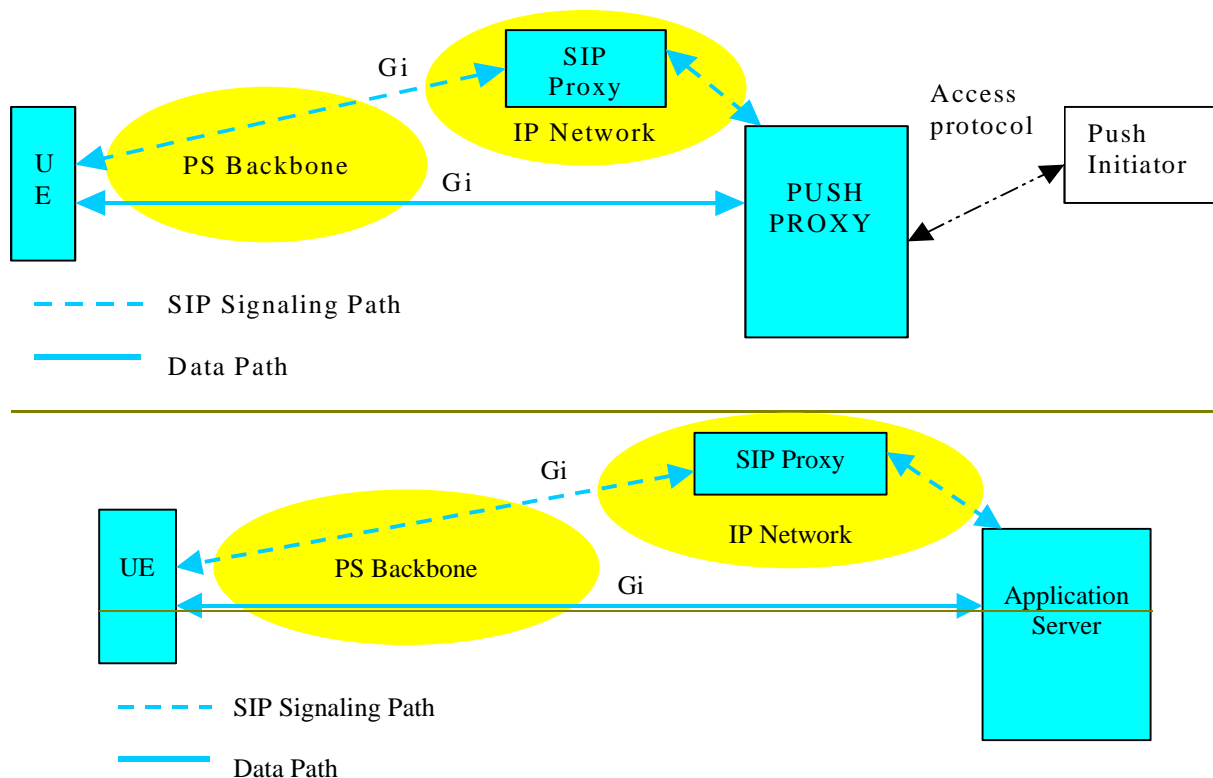 Gi
SIP
Proxy
IP Network
Access
protocol
Push
Initiator
U
E
PS Backbone
Gi
PUSH
PROXY
SIP Signaling Path
Data Path
Gi
SIP Proxy
IP Network
UE
PS Backbone
Gi
Application
Server
SIP Signaling Path
Data Path